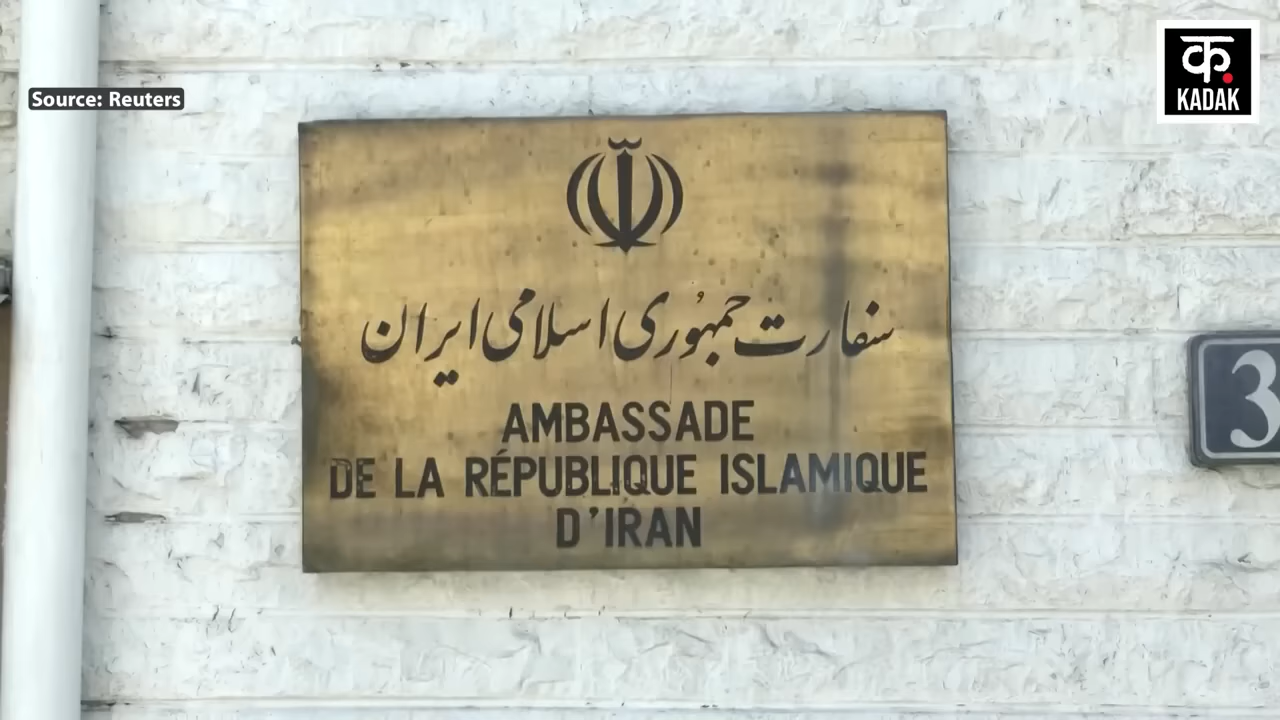 Source: Reuters
क
KADAK
سفارت جمهوری اسلامی ایران
AMBASSADE
DE LA RÉPUBLIQUE ISLAMIQUE
D'IRAN
3